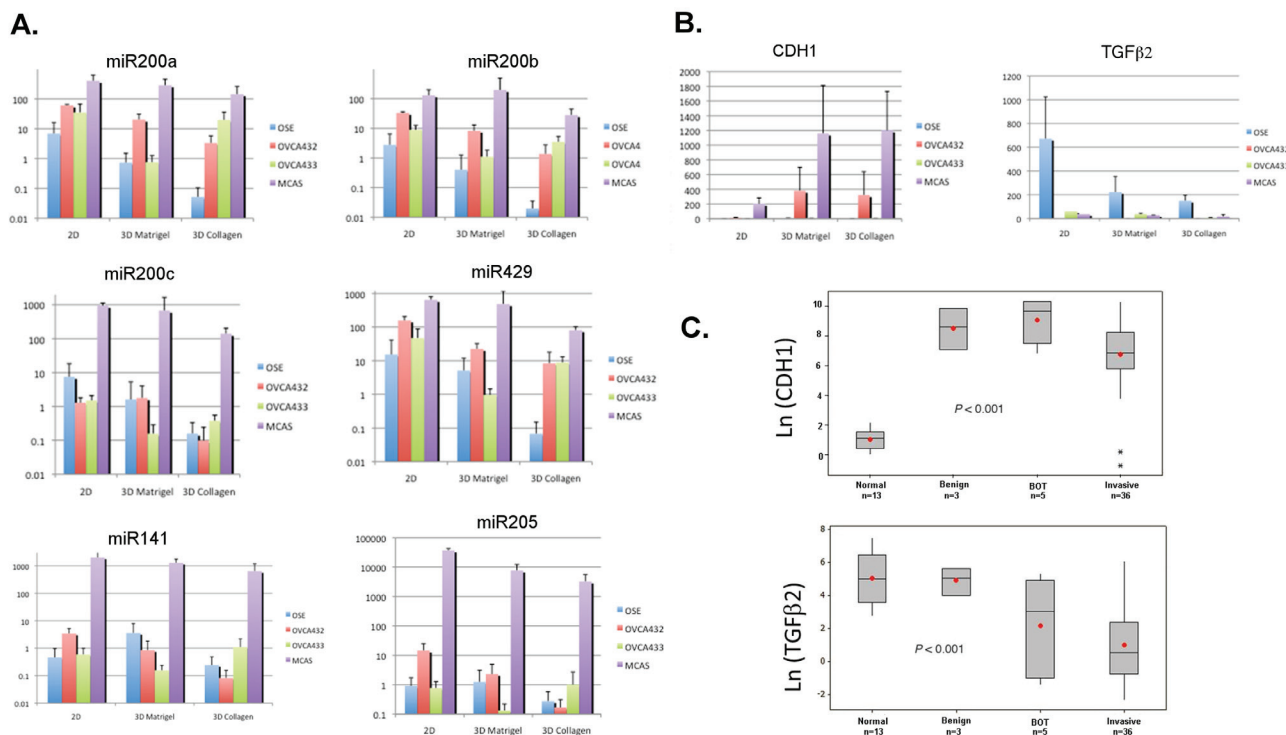 A.
miR200a
100
10
1
0.1
0.01
2D 3D Matrigel 3D Collagen
OSE
OVCA432
OVCA433
MCAS
miR200b
100
10
1
0.1
0.01
2D 3D Matrigel 3D Collagen
OSE
OVCA4
OVCA4
MCAS
miR200c
1000
100
10
1
0.1
0.01
2D 3D Matrigel 3D Collagen
OSE
OVCA432
OVCA433
MCAS
miR429
1000
100
10
1
0.1
0.01
2D 3D Matrigel 3D Collagen
OSE
OVCA432
OVCA433
MCAS
miR141
1000
100
10
1
0.1
0.01
2D 3D Matrigel 3D Collagen
OSE
OVCA432
OVCA433
MCAS
miR205
100000
10000
1000
100
10
1
0.1
2D 3D Matrigel 3D Collagen
OSE
OVCA432
OVCA433
MCAS
B.
CDH1
2000
1800
1600
1400
1200
1000
800
600
400
200
0
2D 3D Matrigel 3D Collagen
OSE
OVCA432
OVCA433
MCAS
TGFβ2
1200
1000
800
600
400
200
0
2D 3D Matrigel 3D Collagen
OSE
OVCA432
OVCA433
MCAS
C.
Ln (CDH1)
10
8
6
4
2
0
P < 0.001
* 
*
Normal Benign BOT Invasive
n=13 n=3 n=5 n=36
Ln (TGFβ2)
8
6
4
2
0
-2
P < 0.001
Normal Benign BOT Invasive
n=13 n=3 n=5 n=36